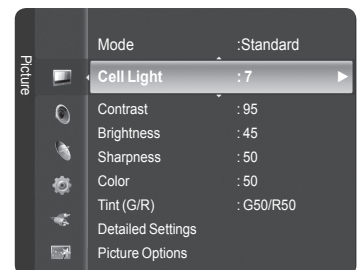 Picture
Mode :Standard
Cell Light : 7
Contrast : 95
Brightness : 45
Sharpness : 50
Color : 50
Tint (G/R) : G50/R50
Detailed Settings
Picture Options